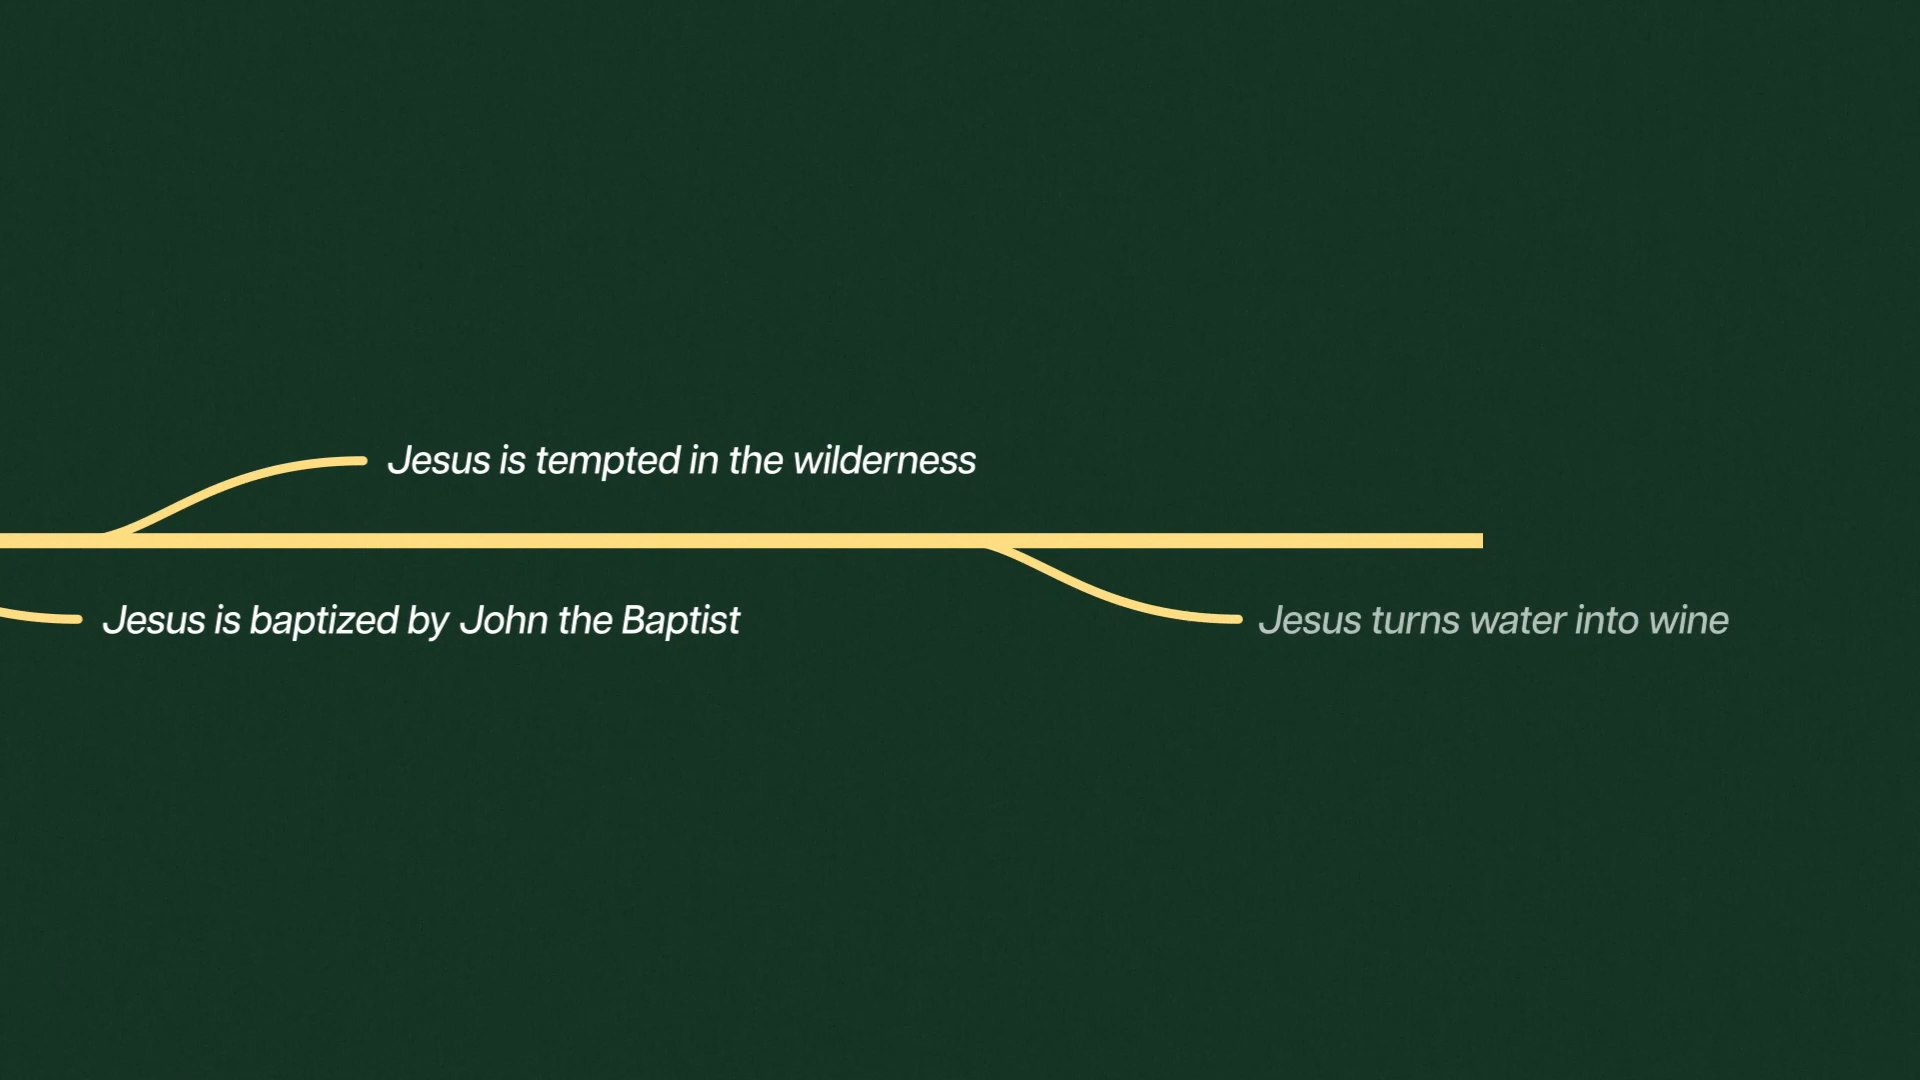 Jesus is tempted in the wilderness
Jesus is baptized by John the Baptist
Jesus turns water into wine